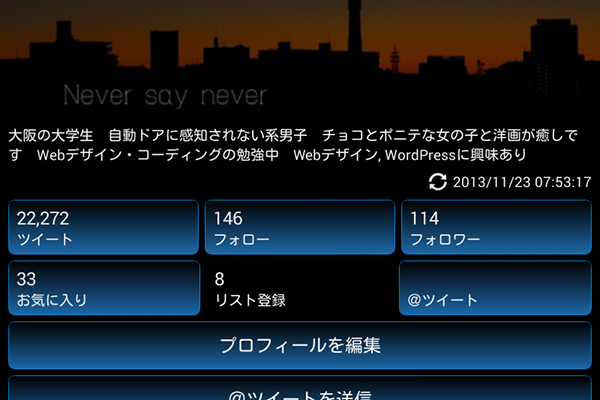 Never say never
大阪の大学生　自動ドアに感知されない系男子　チョコとポニテな女の子と洋画が癒しで
す　Webデザイン・コーディングの勉強中　Webデザイン, WordPressに興味あり
2013/11/23 07:53:17
22,272
ツイート
146
フォロー
114
フォロワー
33
お気に入り
8
リスト登録
@ツイート
プロフィールを編集
@ツイートを送信